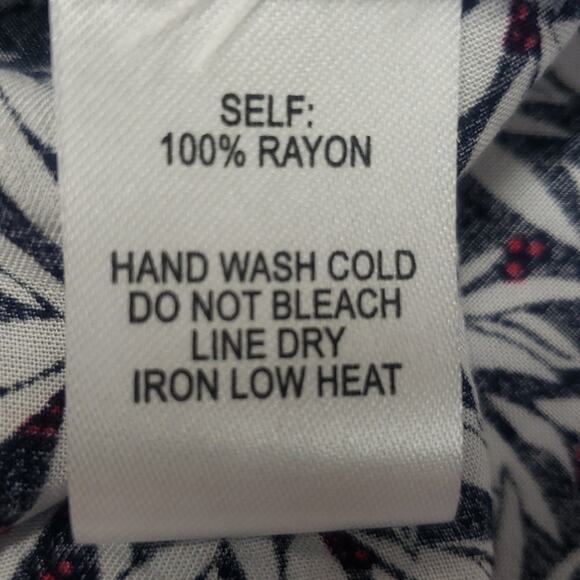 SELF:
100% RAYON
HAND WASH COLD
DO NOT BLEACH
LINE DRY
IRON LOW HEAT